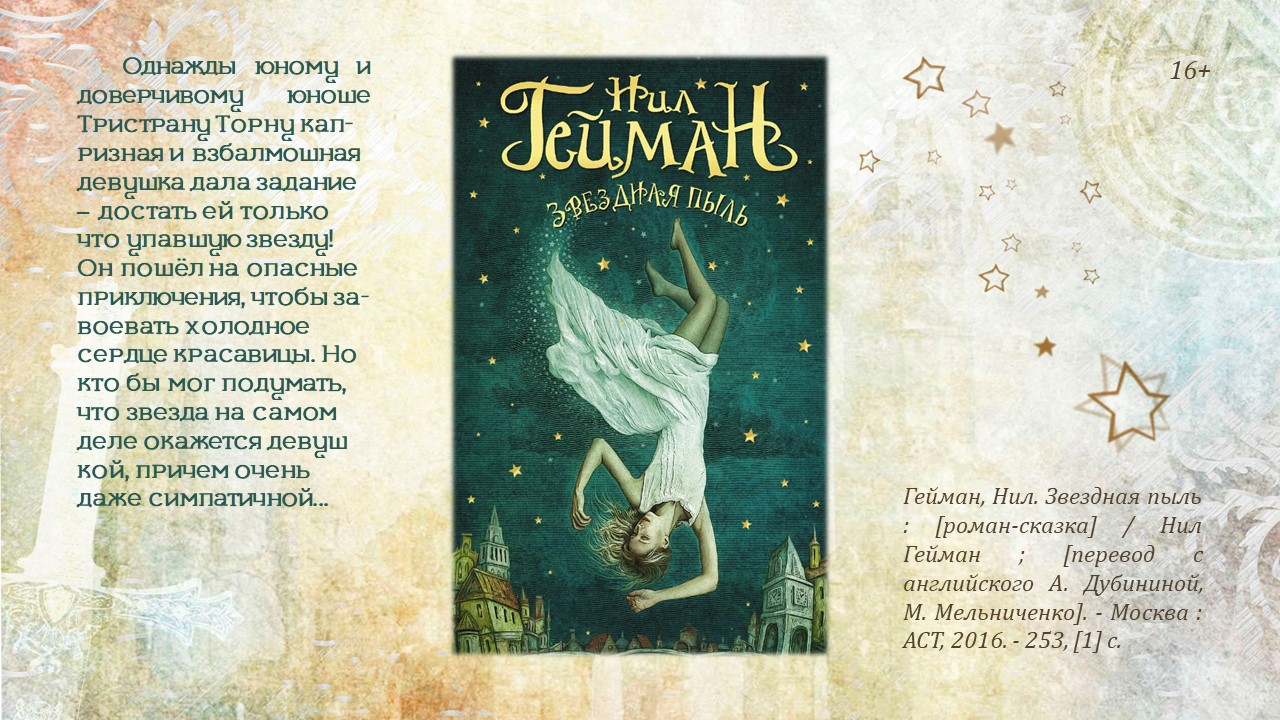 Однажды юному и
доверчивому юноше
Тристрану Торну кап-
ризная и взбалмошная
девушка дала задание
– достать ей только
что упавшую звезду!
Он пошёл на опасные
приключения, чтобы за-
воевать холодное
сердце красавицы. Но
кто бы мог подумать,
что звезда на самом
деле окажется девуш
кой, причем очень
даже симпатичной...
Нил
Гейман
Звездная пыль
16+
Гейман, Нил. Звездная пыль
: [роман-сказка] / Нил
Гейман ; [перевод с
английского А. Дубининой,
М. Мельниченко]. - Москва :
АСТ, 2016. - 253, [1] с.